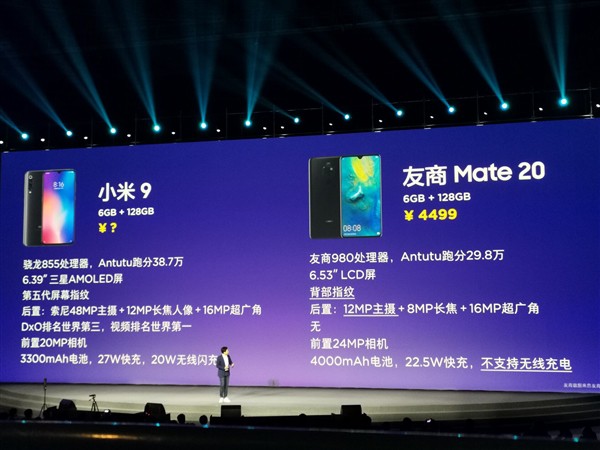 小米 9
6GB + 128GB
¥ ?
骁龙855处理器，Antutu跑分38.7万
6.39" 三星AMOLED屏
第五代屏幕指纹
后置：索尼48MP主摄+12MP长焦人像+16MP超广角
DxO排名世界第三，视频排名世界第一
前置20MP相机
3300mAh电池，27W快充，20W无线闪充
友商 Mate 20
6GB + 128GB
¥ 4499
友商980处理器，Antutu跑分29.8万
6.53" LCD屏
背部指纹
后置：12MP主摄+8MP长焦+16MP超广角
无
前置24MP相机
4000mAh电池，22.5W快充，不支持无线充电
8:16
08:08